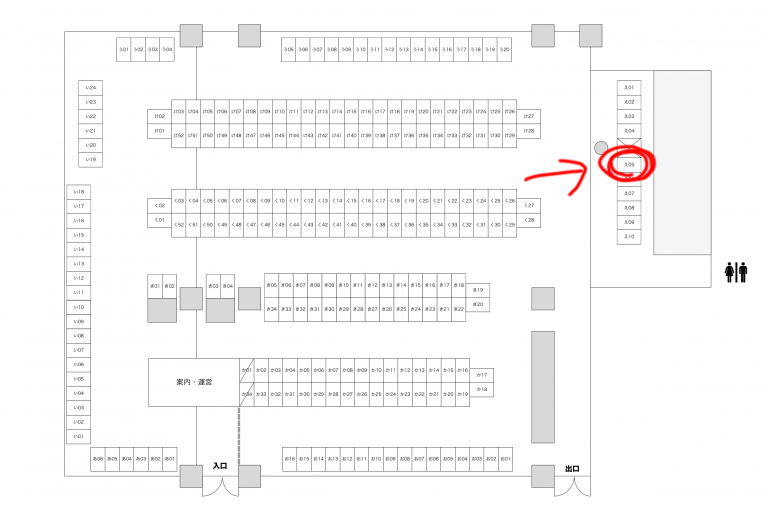 う01 う02 う03 う04
う05 う06 う07 う08 う09 う10 う11 う12 う13 う14 う15 う16 う17 う18 う19 う20
い24
い23
い22
い21
い20
い19
い18
い17
い16
い15
い14
い13
い12
い11
い10
い09
い08
い07
い06
い05
い04
い03
い02
い01
け02
け01
け03 け04 け05 け06 け07 け08 け09 け10 け11 け12 け13 け14 け15 け16 け17 け18 け19 け20 け21 け22 け23 け24 け25 け26
け52 け51 け50 け49 け48 け47 け46 け45 け44 け43 け42 け41 け40 け39 け38 け37 け36 け35 け34 け33 け32 け31 け30 け29
け27
け28
え01
え02
え03
え04
え05
え07
え08
え09
え10
く02
く01
く03 く04 く05 く06 く07 く08 く09 く10 く11 く12 く13 く14 く15 く16 く17 く18 く19 く20 く21 く22 く23 く24 く25 く26
く52 く51 く50 く49 く48 く47 く46 く45 く44 く43 く42 く41 く40 く39 く38 く37 く36 く35 く34 く33 く32 く31 く30 く29
く27
く28
き01 き02
き03 き04
き05 き06 き07 き08 き09 き10 き11 き12 き13 き14 き15 き16 き17 き18
き34 き33 き32 き31 き30 き29 き28 き27 き26 き25 き24 き23 き22 き21
き19
き20
案内・運営
か01 か02 か03 か04 か05 か06 か07 か08 か09 か10 か11 か12 か13 か14 か15 か16
か34 か33 か32 か31 か30 か29 か28 か27 か26 か25 か24 か23 か22 か21 か20 か19
か17
か18
あ06 あ05 あ04 あ03 あ02 あ01
お16 お15 お14 お13 お12 お11 お10 お09 お08 お07 お06 お05 お04 お03 お02 お01
入口
出口